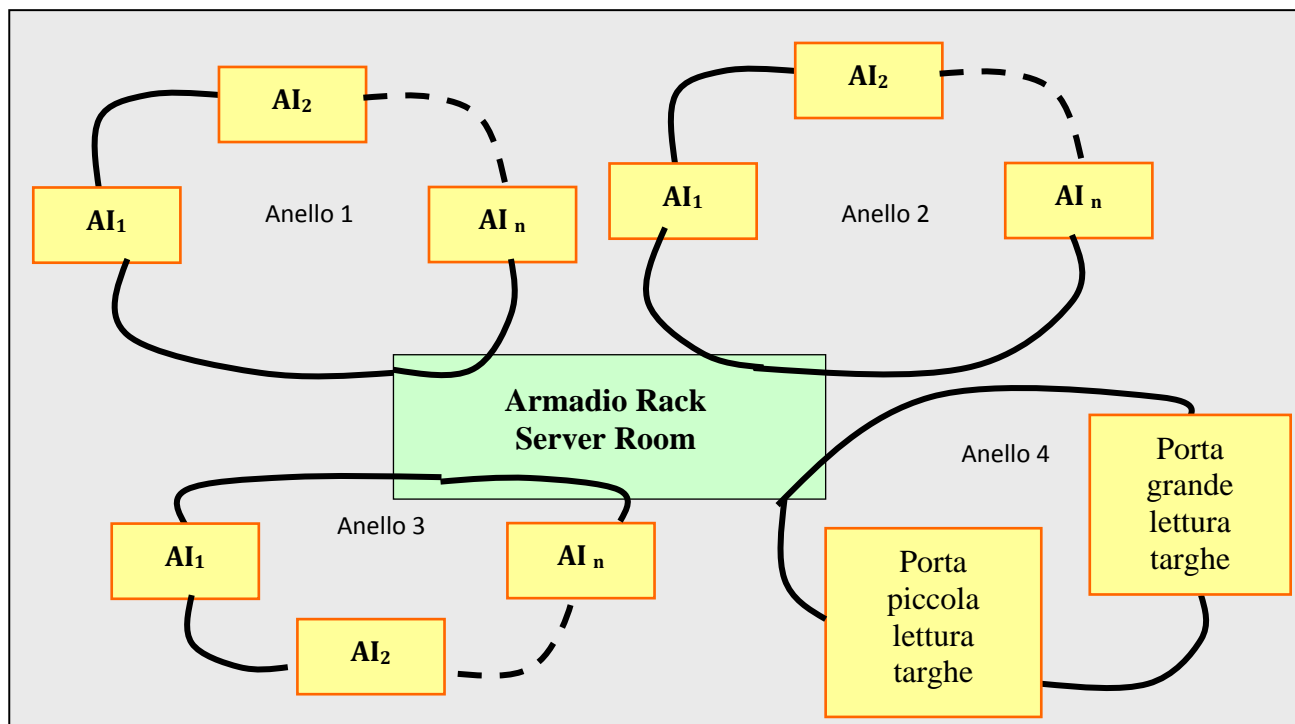 AI₂
AI₁
Anello 1
AI n
AI₂
AI₁
Anello 2
AI n
Armadio Rack
Server Room
AI₁
Anello 3
AI n
AI₂
Anello 4
Porta
grande
lettura
targhe
Porta
piccola
lettura
targhe